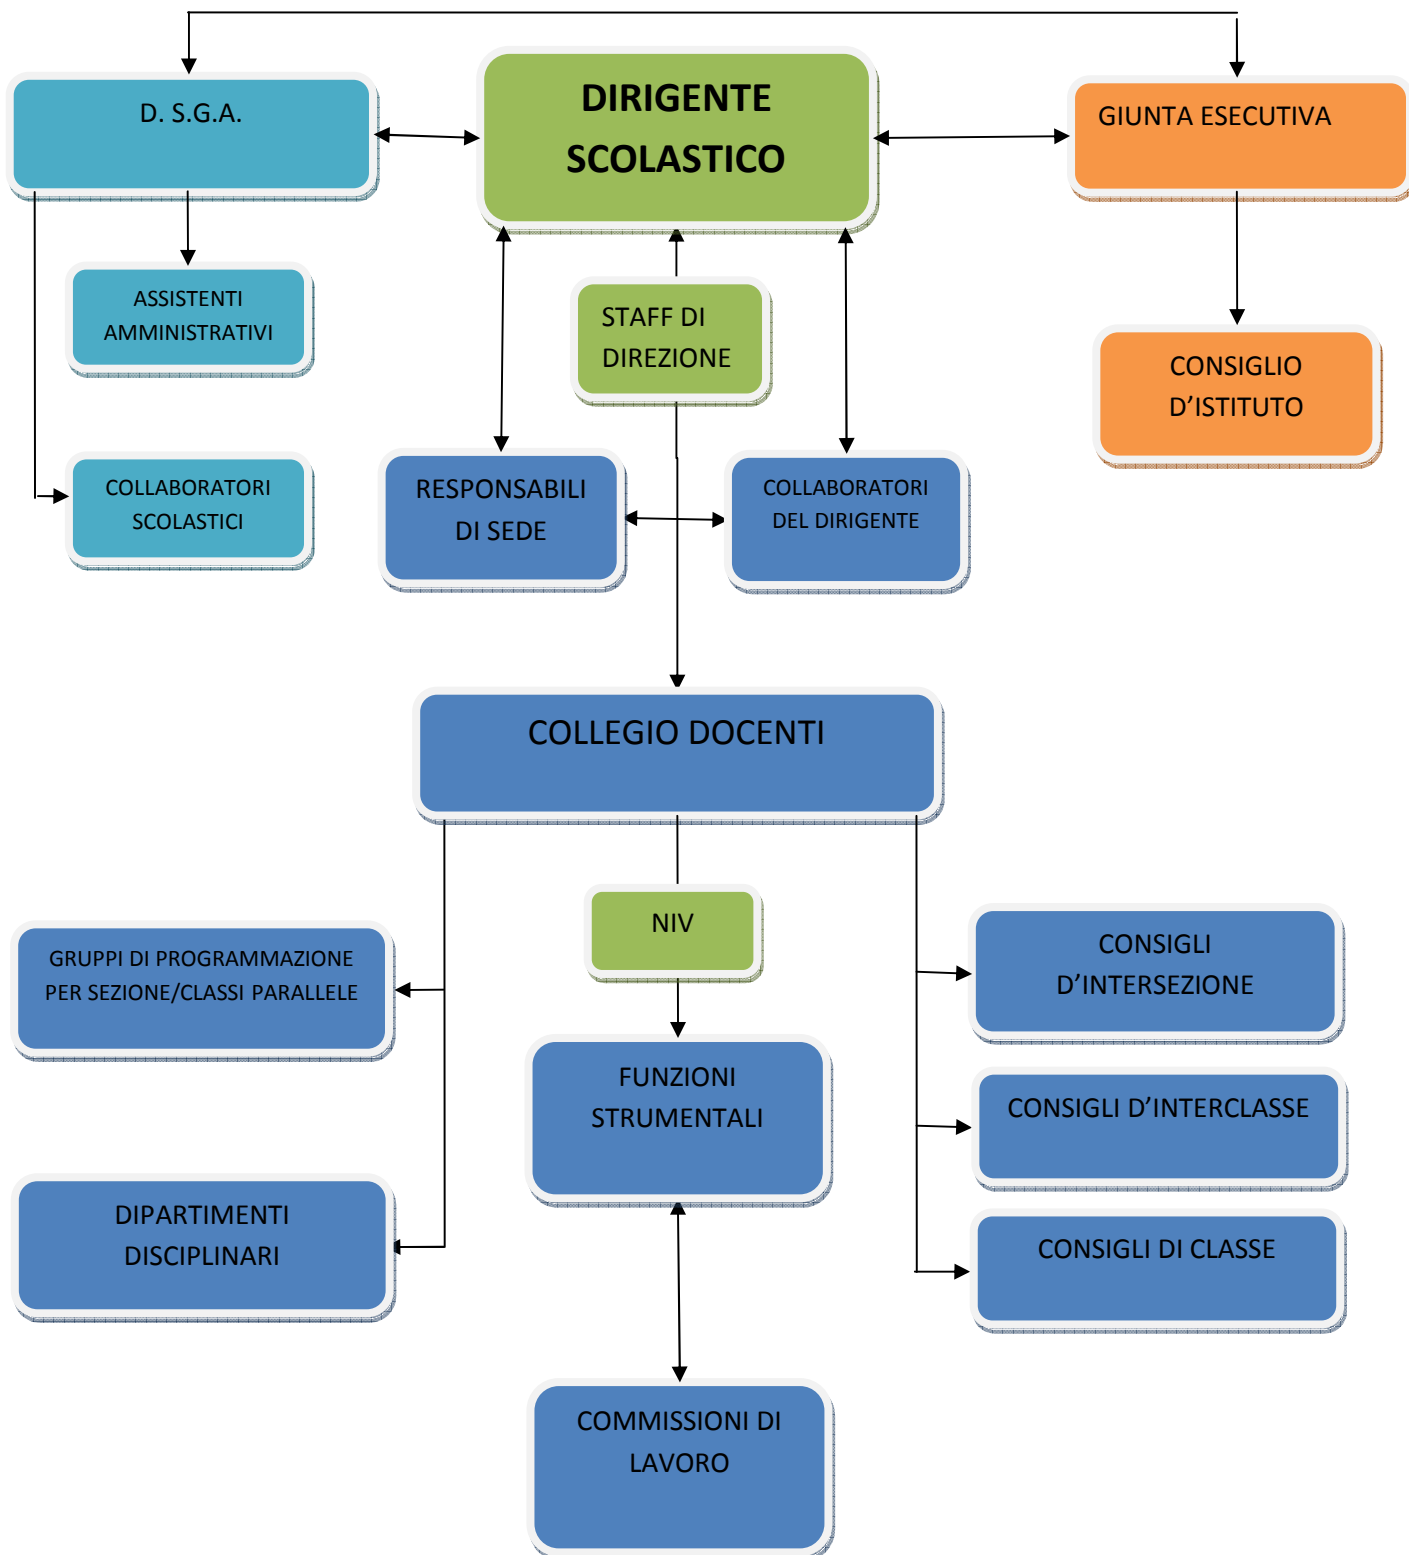 D. S.G.A.
DIRIGENTE
SCOLASTICO
GIUNTA ESECUTIVA
ASSISTENTI
AMMINISTRATIVI
STAFF DI
DIREZIONE
CONSIGLIO
D’ISTITUTO
COLLABORATORI
SCOLASTICI
RESPONSABILI
DI SEDE
COLLABORATORI
DEL DIRIGENTE
COLLEGIO DOCENTI
GRUPPI DI PROGRAMMAZIONE
PER SEZIONE/CLASSI PARALLELE
NIV
CONSIGLI
D’INTERSEZIONE
FUNZIONI
STRUMENTALI
CONSIGLI D’INTERCLASSE
DIPARTIMENTI
DISCIPLINARI
CONSIGLI DI CLASSE
COMMISSIONI DI
LAVORO